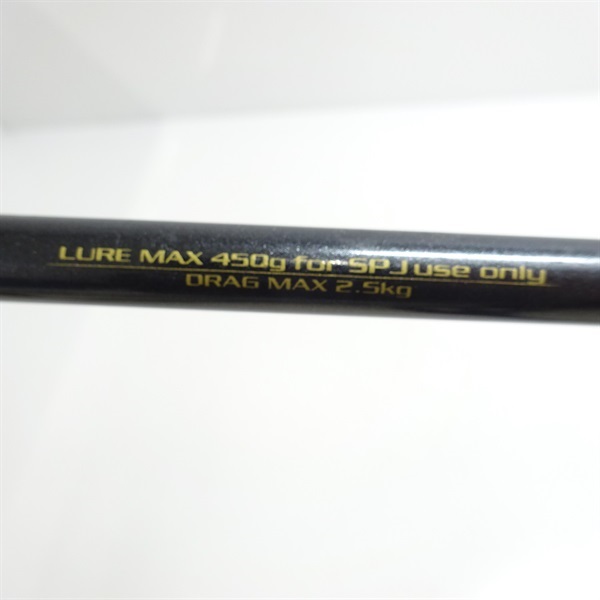 LURE MAX 450g for SPJ use only
DRAG MAX 2.5kg